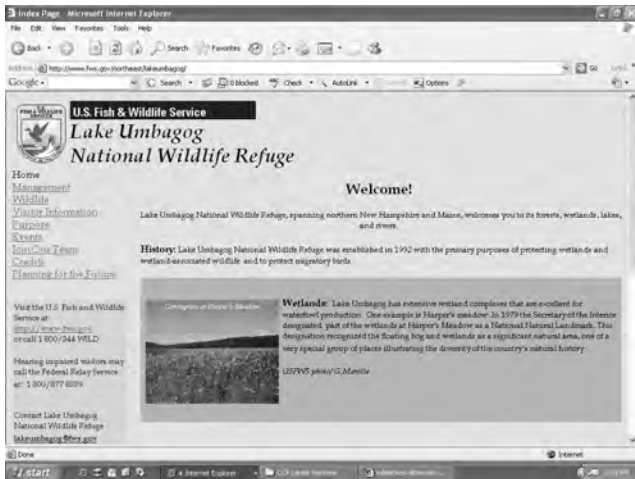 Index Page - Microsoft Internet Explorer
File Edit View Favorites Tools Help
Back Search Favorites
http://www.fws.gov/northeast/lakeumbagog/ Go Links
Google Search 0 blocked Check AutoLink Options
U.S. Fish & Wildlife Service
Lake Umbagog
National Wildlife Refuge
Home
Management
Wildlife
Visitor Information
Purpose
Events
Join Our Team
Credits
Planning for the Future
Visit the U.S. Fish and Wildlife
Service at
http://www.fws.gov
or call 1 800/344 WILD
Hearing impaired visitors may
call the Federal Relay Service
at: 1 800/877 8339
Contact Lake Umbagog
National Wildlife Refuge
lakeumbagog@fws.gov
Welcome!
Lake Umbagog National Wildlife Refuge, spanning northern New Hampshire and Maine, welcomes you to its forests, wetlands, lakes,
and rivers.
History: Lake Umbagog National Wildlife Refuge was established in 1992 with the primary purposes of protecting wetlands and
wetland-associated wildlife and to protect migratory birds.
Cottongrass at Harper's Meadow
Wetlands: Lake Umbagog has extensive wetland complexes that are excellent for
waterfowl production. One example is Harper's meadow. In 1979 the Secretary of the Interior
designated part of the wetlands at Harper's Meadow as a National Natural Landmark. This
designation recognized the floating bog and wetlands as a significant natural area, one of a
very special group of places illustrating the diversity of the country's natural history.
Done Internet
start 4 Internet Explorer